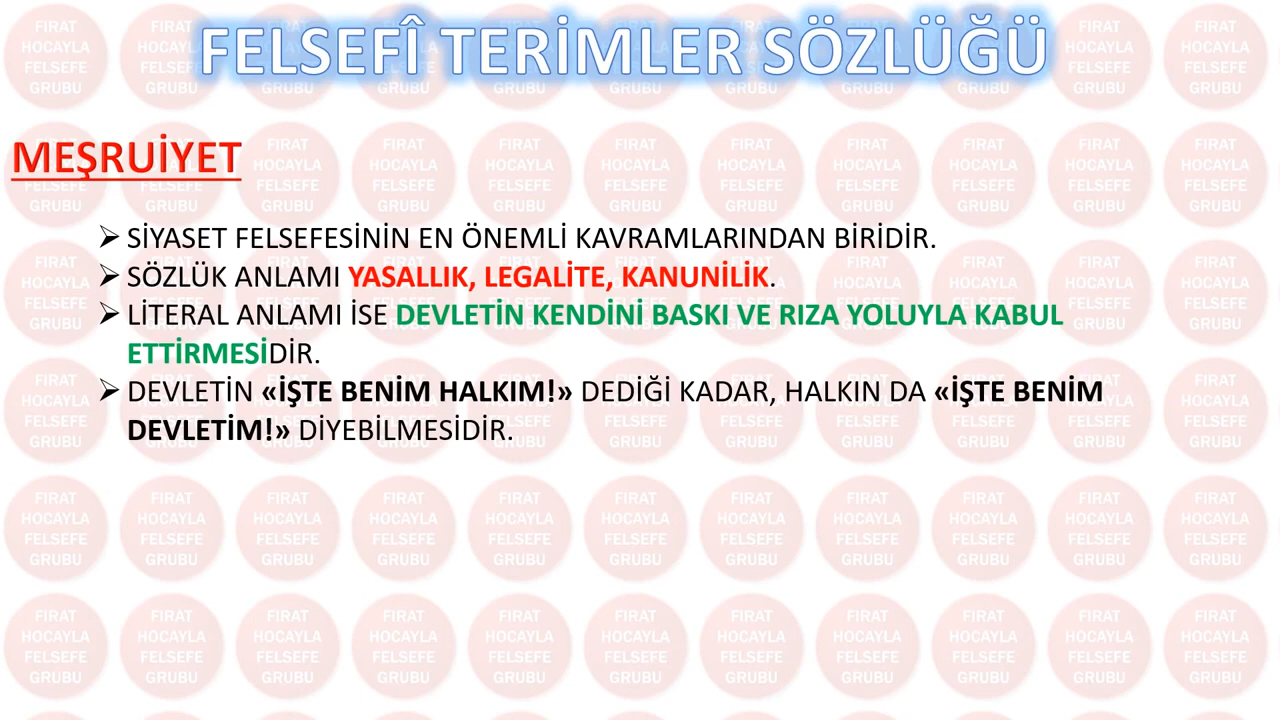 FELSEFÎ TERİMLER SÖZLÜĞÜ
MEŞRUİYET
SİYASET FELSEFESİNİN EN ÖNEMLİ KAVRAMLARINDAN BİRİDİR.
SÖZLÜK ANLAMI YASALLIK, LEGALİTE, KANUNİLİK.
LİTERAL ANLAMI İSE DEVLETİN KENDİNİ BASKI VE RIZA YOLUYLA KABUL
ETTİRMESİDİR.
DEVLETİN «İŞTE BENİM HALKIM!» DEDİĞİ KADAR, HALKIN DA «İŞTE BENİM
DEVLETİM!» DİYEBİLMESİDİR.
FIRAT
HOCAYLA
FELSEFE
GRUBU